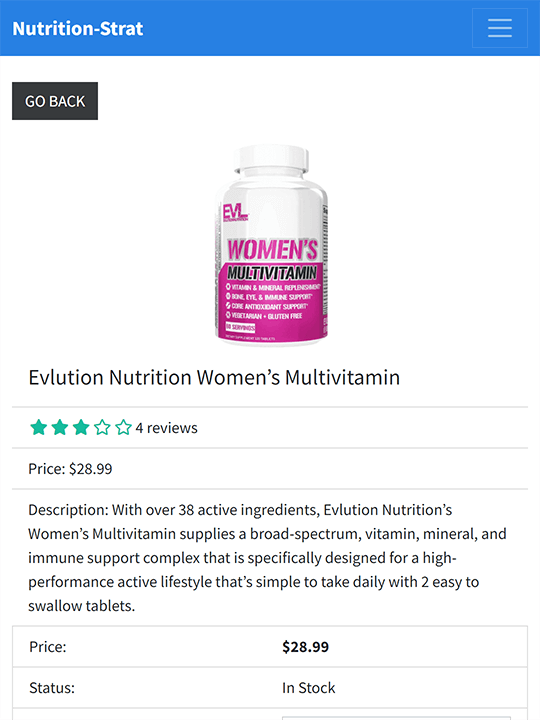 Nutrition-Strat
GO BACK
EVL
WOMEN'S
MULTIVITAMIN
VITAMIN & MINERAL REPLENISHMENT*
BONE, EYE, & IMMUNE SUPPORT*
CORE ANTIOXIDANT SUPPORT*
VEGETARIAN + GLUTEN FREE
60 SERVINGS
Evlution Nutrition Women’s Multivitamin
4 reviews
Price: $28.99
Description: With over 38 active ingredients, Evlution Nutrition’s
Women’s Multivitamin supplies a broad-spectrum, vitamin, mineral, and
immune support complex that is specifically designed for a high-
performance active lifestyle that’s simple to take daily with 2 easy to
swallow tablets.
Price: $28.99
Status: In Stock